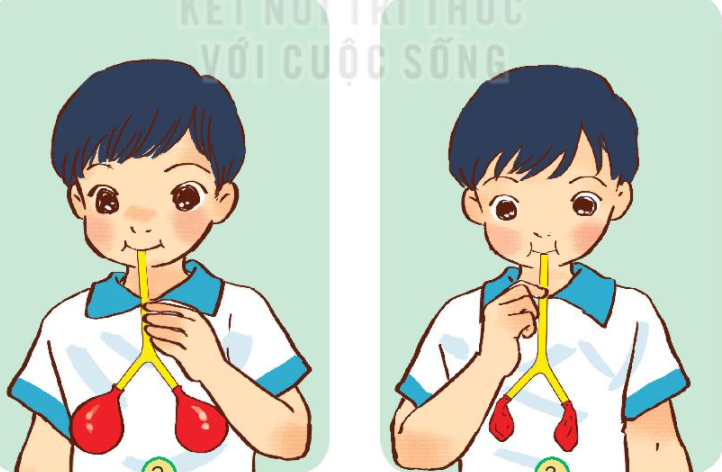 KẾT NỐI TRI THỨC
VỚI CUỘC SỐNG